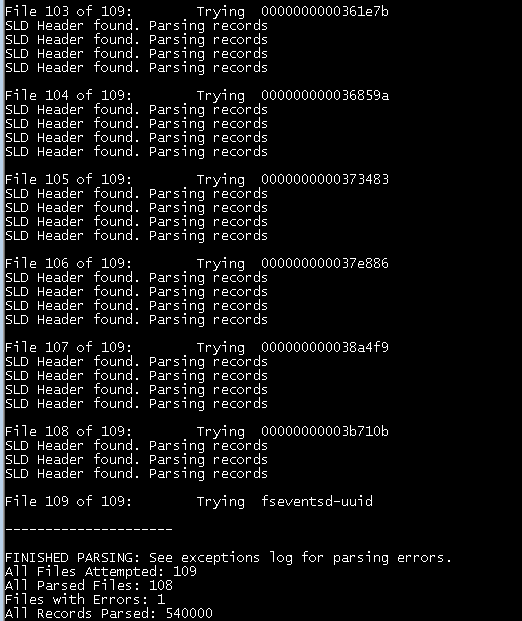 File 103 of 109:        Trying  0000000000361e7b
SLD Header found. Parsing records
SLD Header found. Parsing records
SLD Header found. Parsing records
File 104 of 109:        Trying  000000000036859a
SLD Header found. Parsing records
SLD Header found. Parsing records
SLD Header found. Parsing records
SLD Header found. Parsing records
File 105 of 109:        Trying  0000000000373483
SLD Header found. Parsing records
SLD Header found. Parsing records
SLD Header found. Parsing records
SLD Header found. Parsing records
File 106 of 109:        Trying  000000000037e886
SLD Header found. Parsing records
SLD Header found. Parsing records
SLD Header found. Parsing records
SLD Header found. Parsing records
File 107 of 109:        Trying  000000000038a4f9
SLD Header found. Parsing records
SLD Header found. Parsing records
SLD Header found. Parsing records
SLD Header found. Parsing records
File 108 of 109:        Trying  00000000003b710b
SLD Header found. Parsing records
SLD Header found. Parsing records
SLD Header found. Parsing records
File 109 of 109:        Trying  fseventsd-uuid
---------------------
FINISHED PARSING: See exceptions log for parsing errors.
All Files Attempted: 109
All Parsed Files: 108
Files with Errors: 1
All Records Parsed: 540000